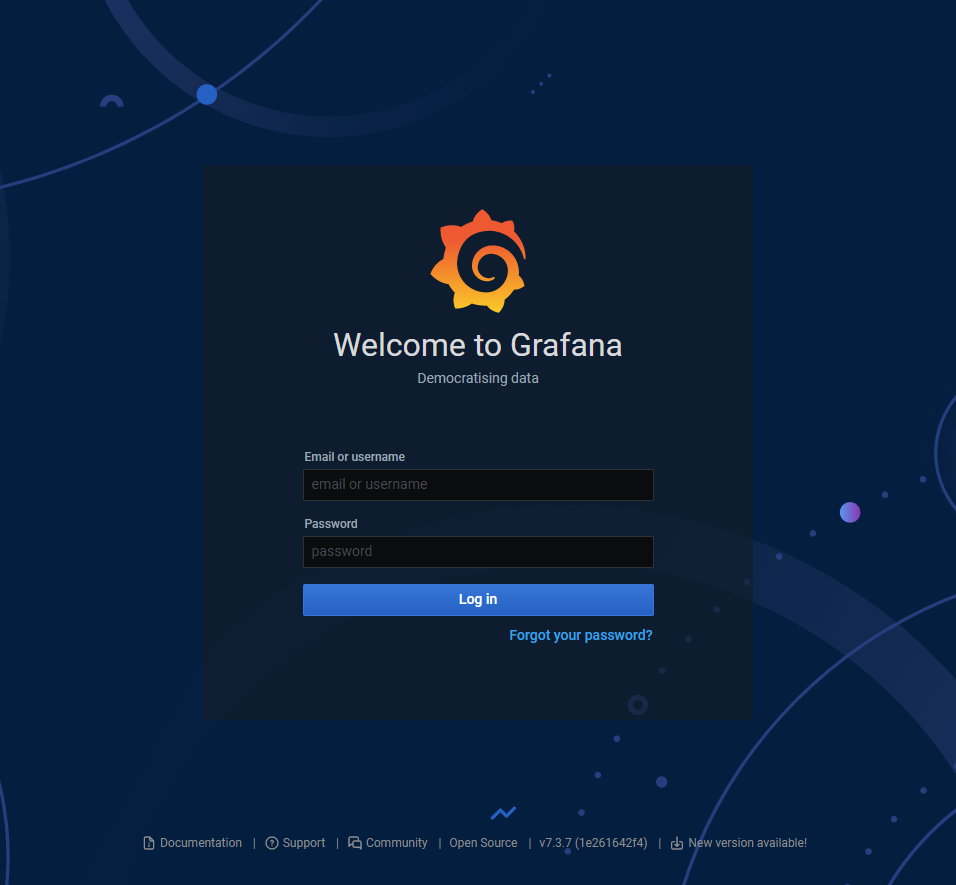 Welcome to Grafana
Democratising data
Email or username
email or username
Password
password
Log in
Forgot your password?
Documentation | Support | Community | Open Source | v7.3.7 (1e261642f4) | New version available!